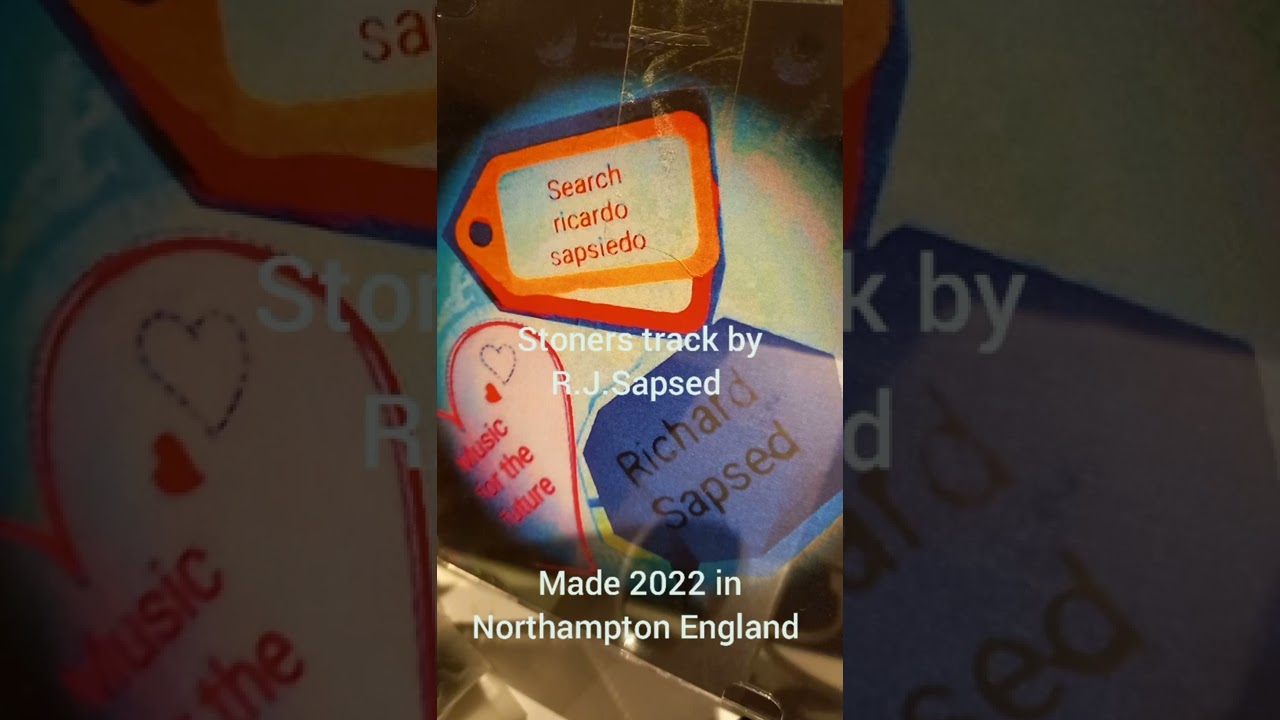 Search
ricardo
sapsiedo
Stoners track by
R.J.Sapsed
Music
for the
future
Richard
Sapsed
Made 2022 in
Northampton England